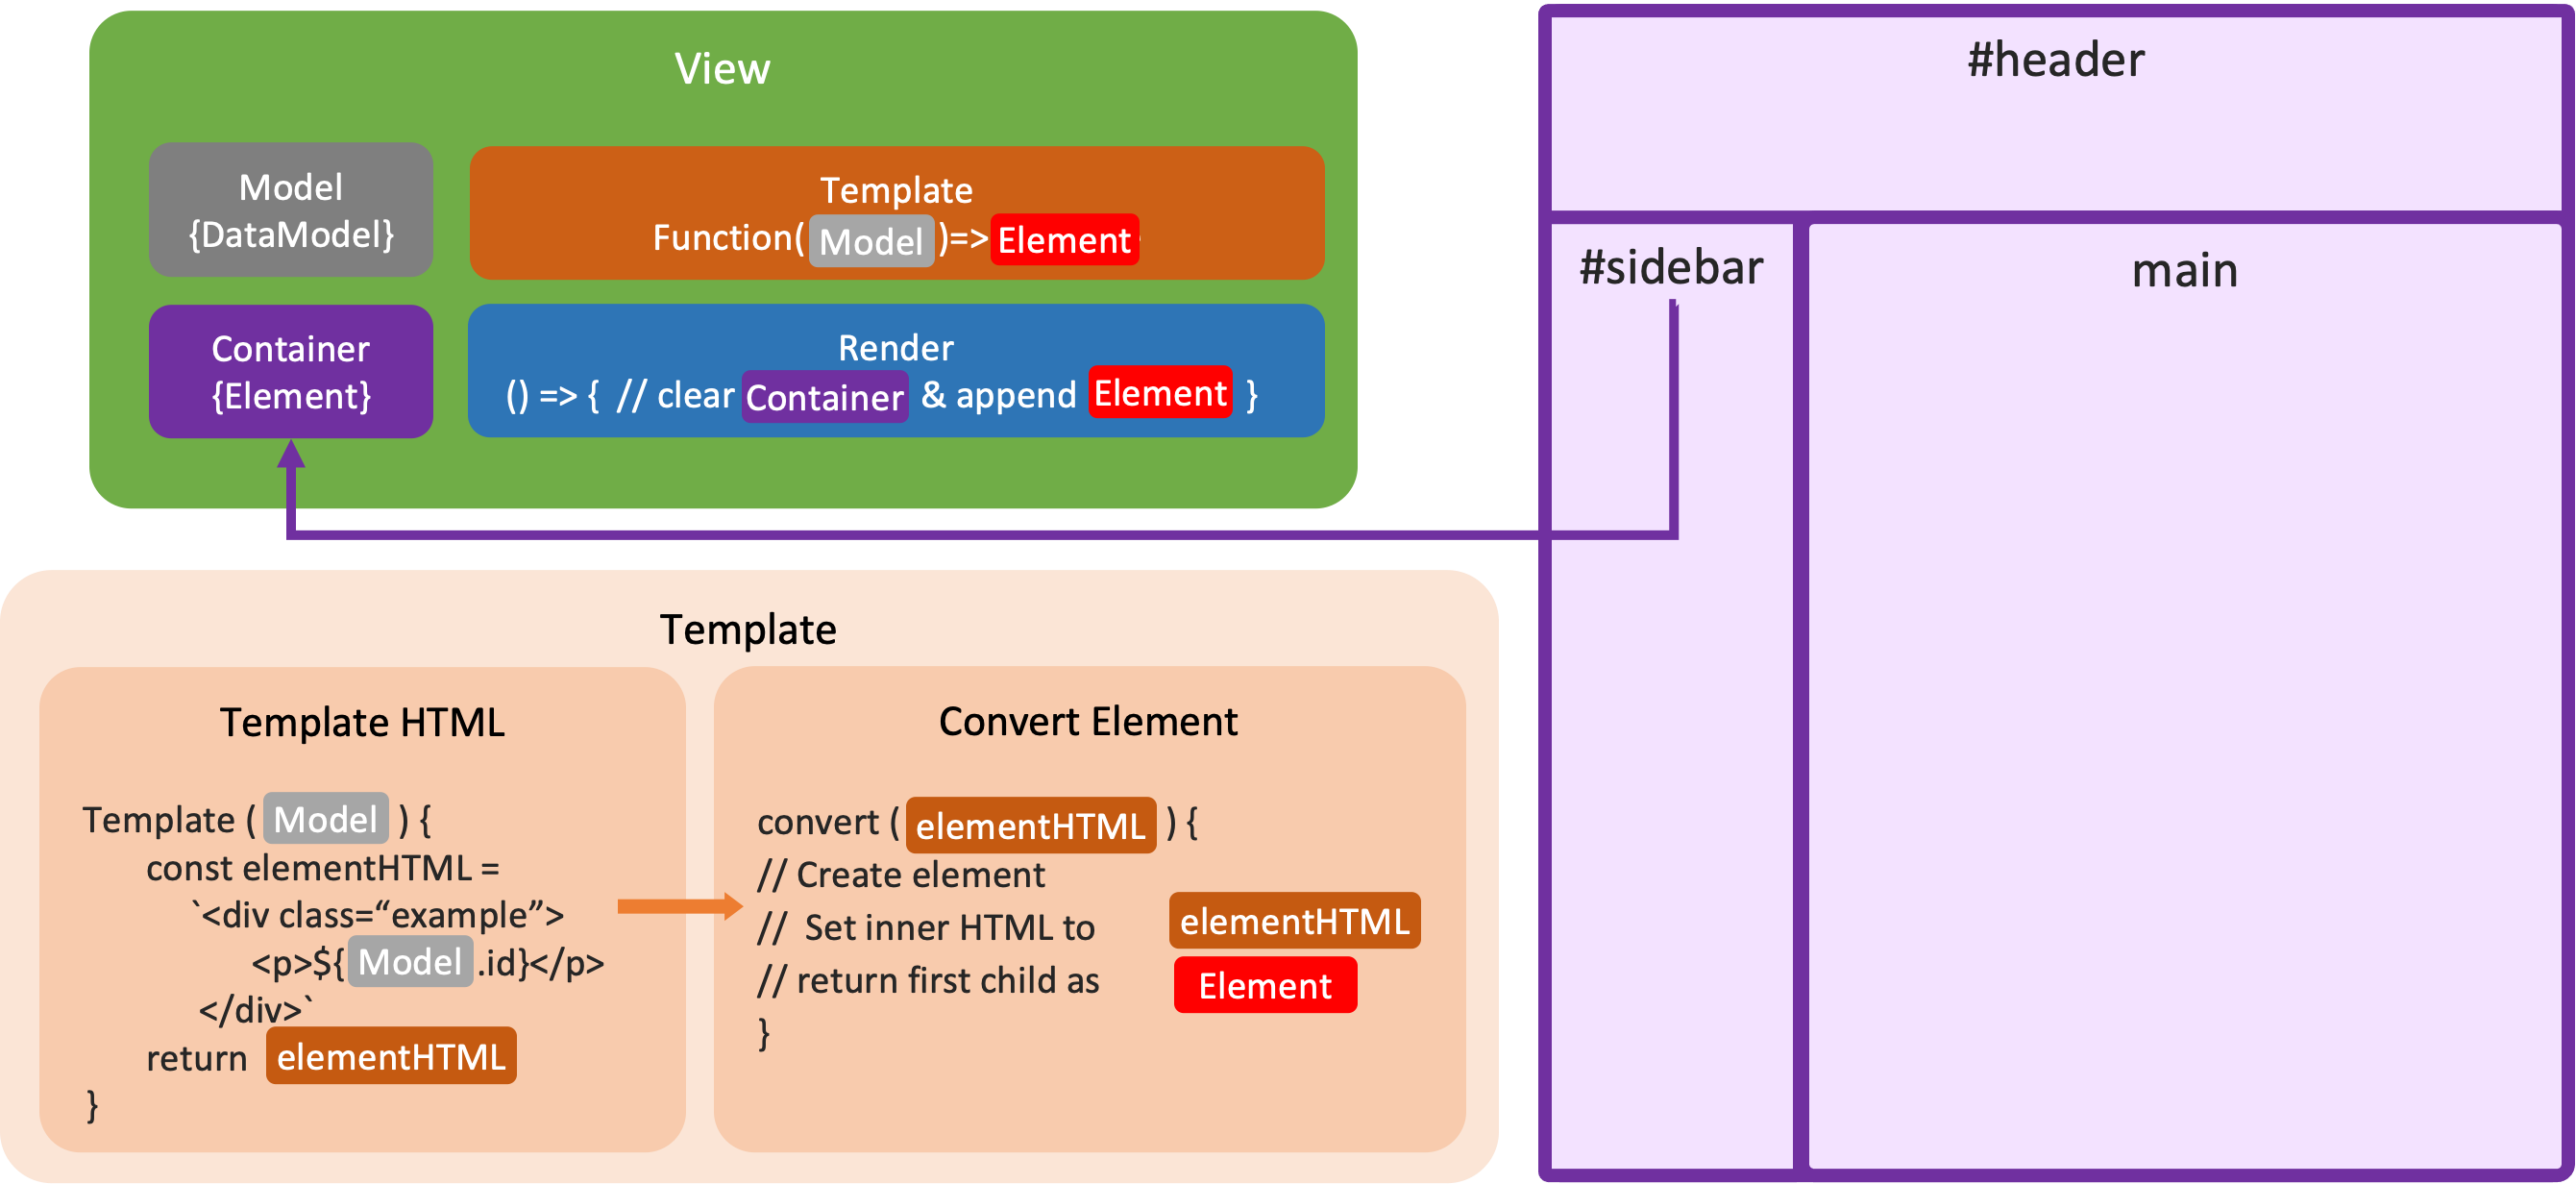 View
Model
{DataModel}
Template
Function( Model )=> Element
Container
{Element}
Render
() => { // clear Container & append Element }
#header
#sidebar
main
Template
Template HTML
Template ( Model ) {
const elementHTML =
`<div class=“example”>
<p>${ Model .id}</p>
</div>`
return elementHTML
}
Convert Element
convert ( elementHTML ) {
// Create element
// Set inner HTML to elementHTML
// return first child as Element
}